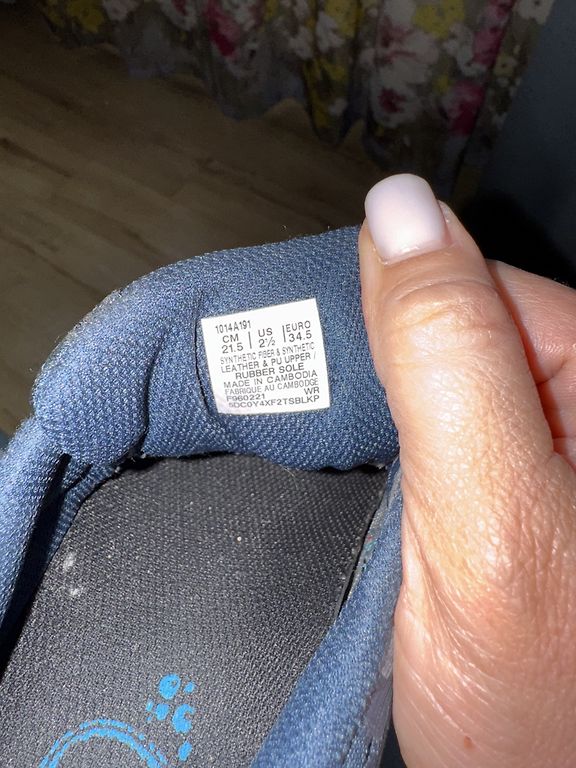 1014A191
CM | US | EURO
21.5 | 2½ | 34.5
SYNTHETIC FIBER & SYNTHETIC
LEATHER & PU UPPER /
RUBBER SOLE
MADE IN CAMBODIA
FABRIQUE AU CAMBODGE
F960221 WR
5DC0Y4XF2TSBLKP